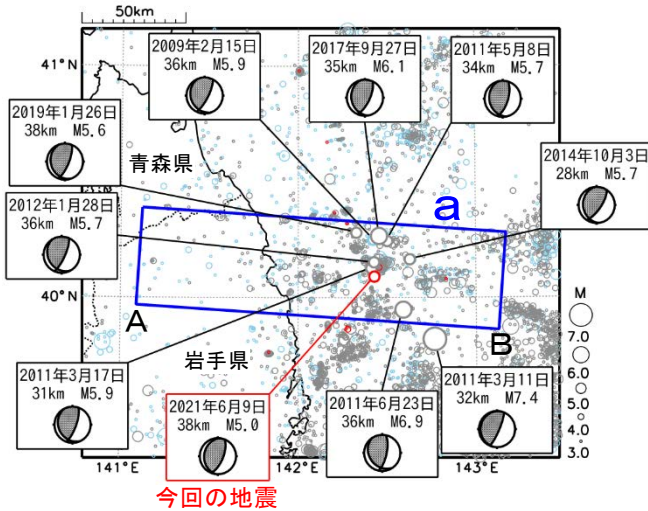 50km
41°N
40°N
141°E
142°E
143°E
2009年2月15日
36km M5.9
2017年9月27日
35km M6.1
2011年5月8日
34km M5.7
2019年1月26日
38km M5.6
青森県
2014年10月3日
28km M5.7
2012年1月28日
36km M5.7
a
A
B
岩手県
2011年3月17日
31km M5.9
2021年6月9日
38km M5.0
2011年6月23日
36km M6.9
2011年3月11日
32km M7.4
今回の地震
M
7.0
6.0
5.0
4.0
3.0